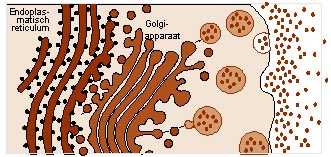 Endoplas-
matisch
reticulum
Golgi-
apparaat